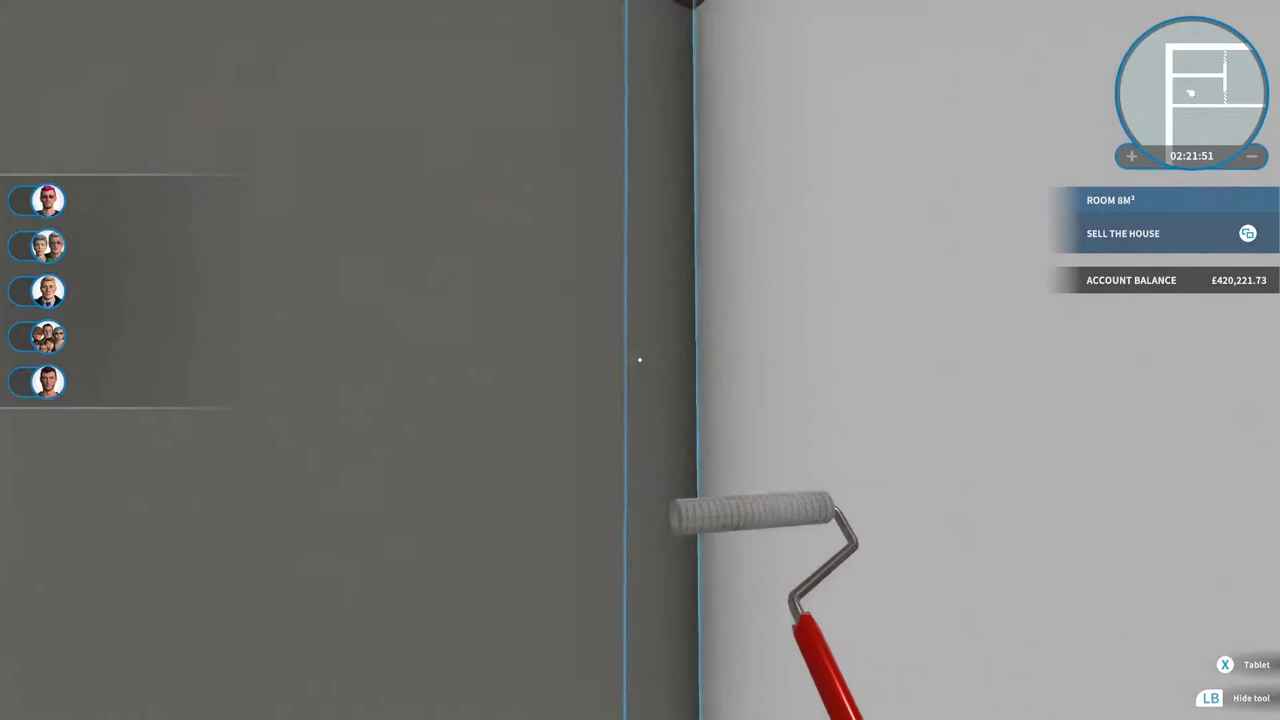 02:21:51
ROOM 8M²
SELL THE HOUSE
ACCOUNT BALANCE £420,221.73
X Tablet
LB Hide tool